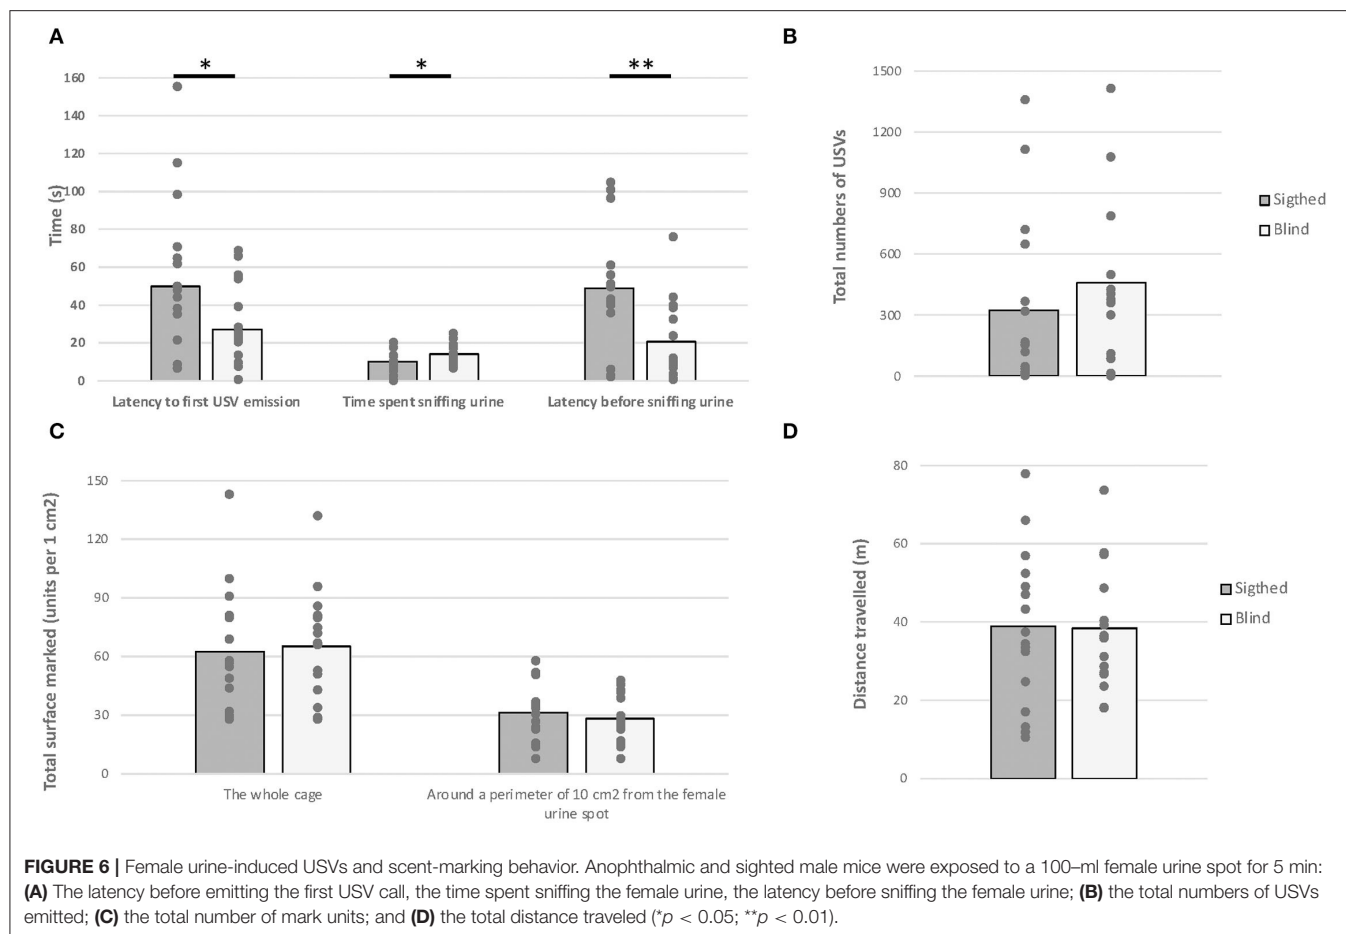 A
*
*
**
160
140
120
100
80
60
40
20
0
Time (s)
Latency to first USV emission
Time spent sniffing urine
Latency before sniffing urine
B
1500
1200
900
600
300
0
Total numbers of USVs
Sigthed
Blind
C
150
120
90
60
30
0
Total surface marked (units per 1 cm2)
The whole cage
Around a perimeter of 10 cm2 from the female
urine spot
D
80
60
40
20
0
Distance travelled (m)
Sigthed
Blind
FIGURE 6 | Female urine-induced USVs and scent-marking behavior. Anophthalmic and sighted male mice were exposed to a 100–ml female urine spot for 5 min:
(A) The latency before emitting the first USV call, the time spent sniffing the female urine, the latency before sniffing the female urine; (B) the total numbers of USVs
emitted; (C) the total number of mark units; and (D) the total distance traveled (*p < 0.05; **p < 0.01).